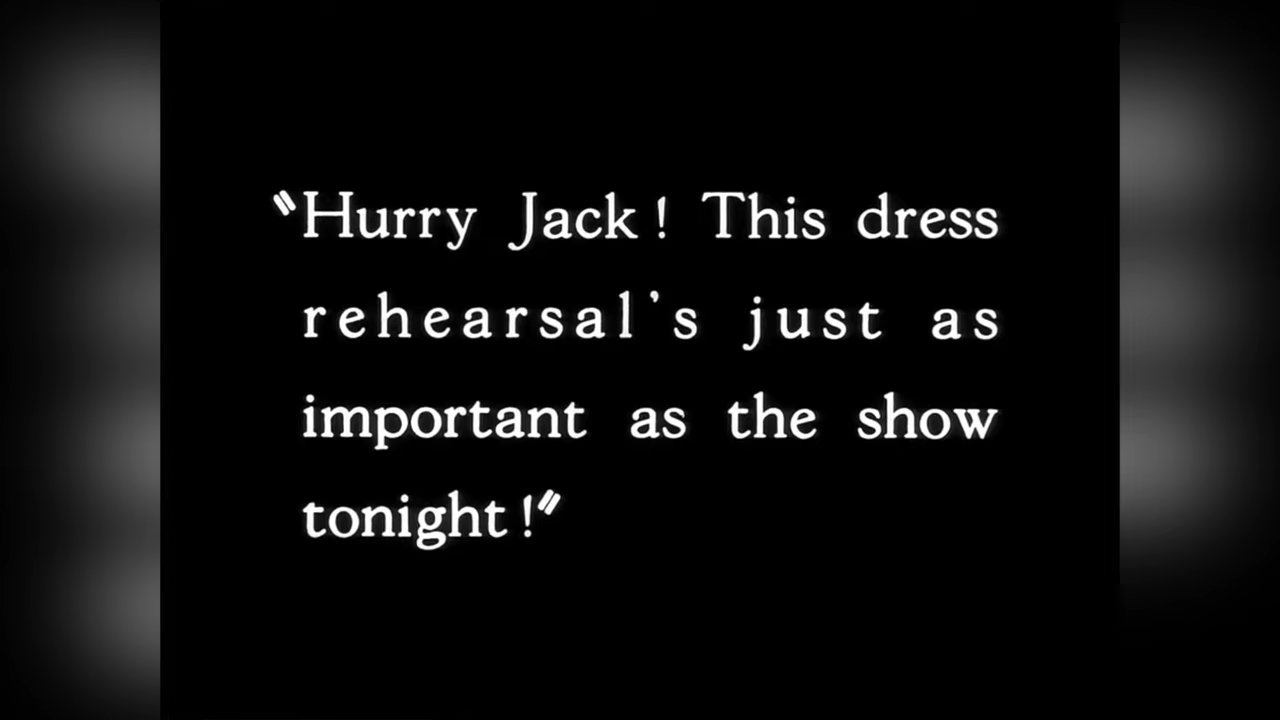 "Hurry Jack! This dress
rehearsal's just as
important as the show
tonight!"